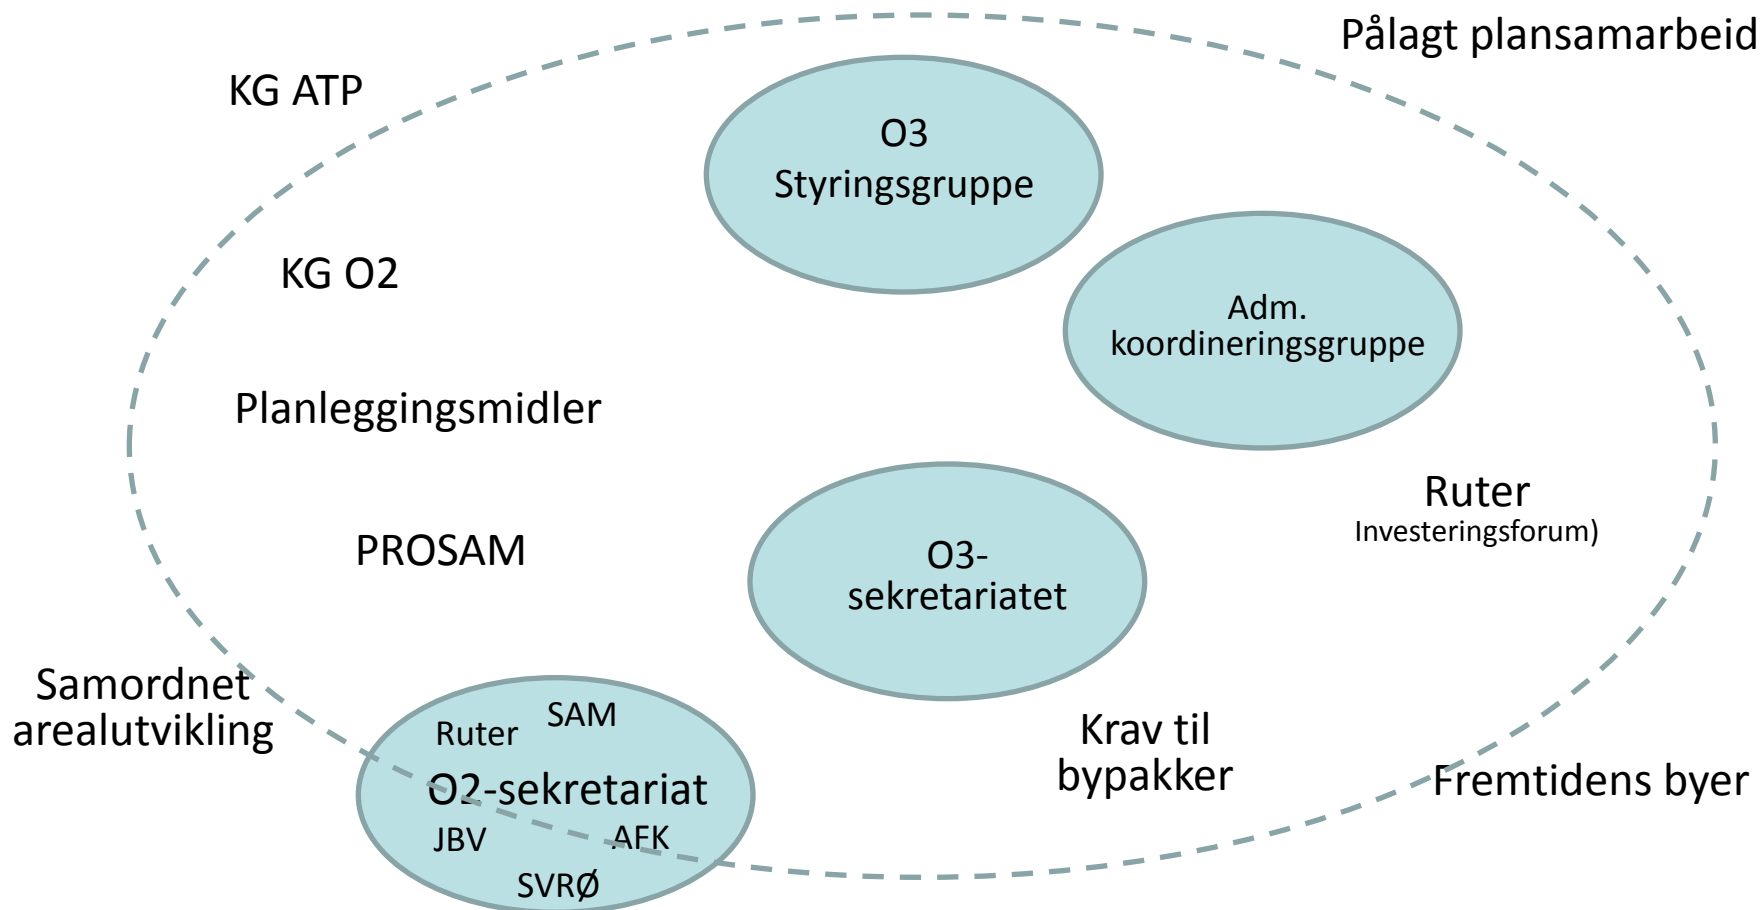 Pålagt plansamarbeid
KG ATP
O3
Styringsgruppe
KG O2
Adm.
koordineringsgruppe
Planleggingsmidler
Ruter
Investeringsforum)
PROSAM
O3-
sekretariatet
Samordnet
arealutvikling
SAM
Ruter
O2-sekretariat
JBV
AFK
SVRØ
Krav til
bypakker
Fremtidens byer